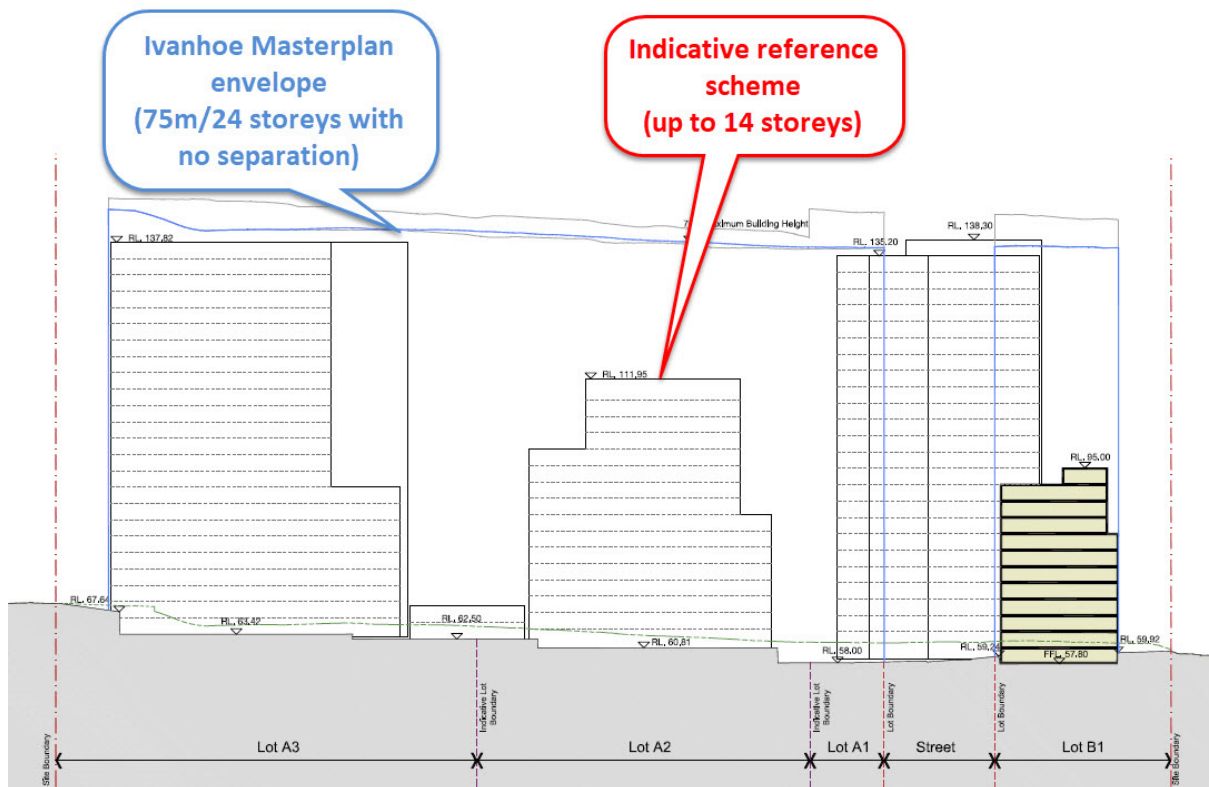 Ivanhoe Masterplan
envelope
(75m/24 storeys with
no separation)
Indicative reference
scheme
(up to 14 storeys)
7 ximum Building Height
RL. 137.82
RL. 135.20
RL. 138.30
RL. 111.95
RL. 95.00
RL. 67.64
RL. 63.42
RL. 62.50
RL. 60.81
RL. 58.00
RL. 59.24
FFL. 57.80
RL. 59.92
Site Boundary
Indicative Lot
Boundary
Indicative Lot
Boundary
Lot Boundary
Lot Boundary
Site Boundary
Lot A3
Lot A2
Lot A1
Street
Lot B1